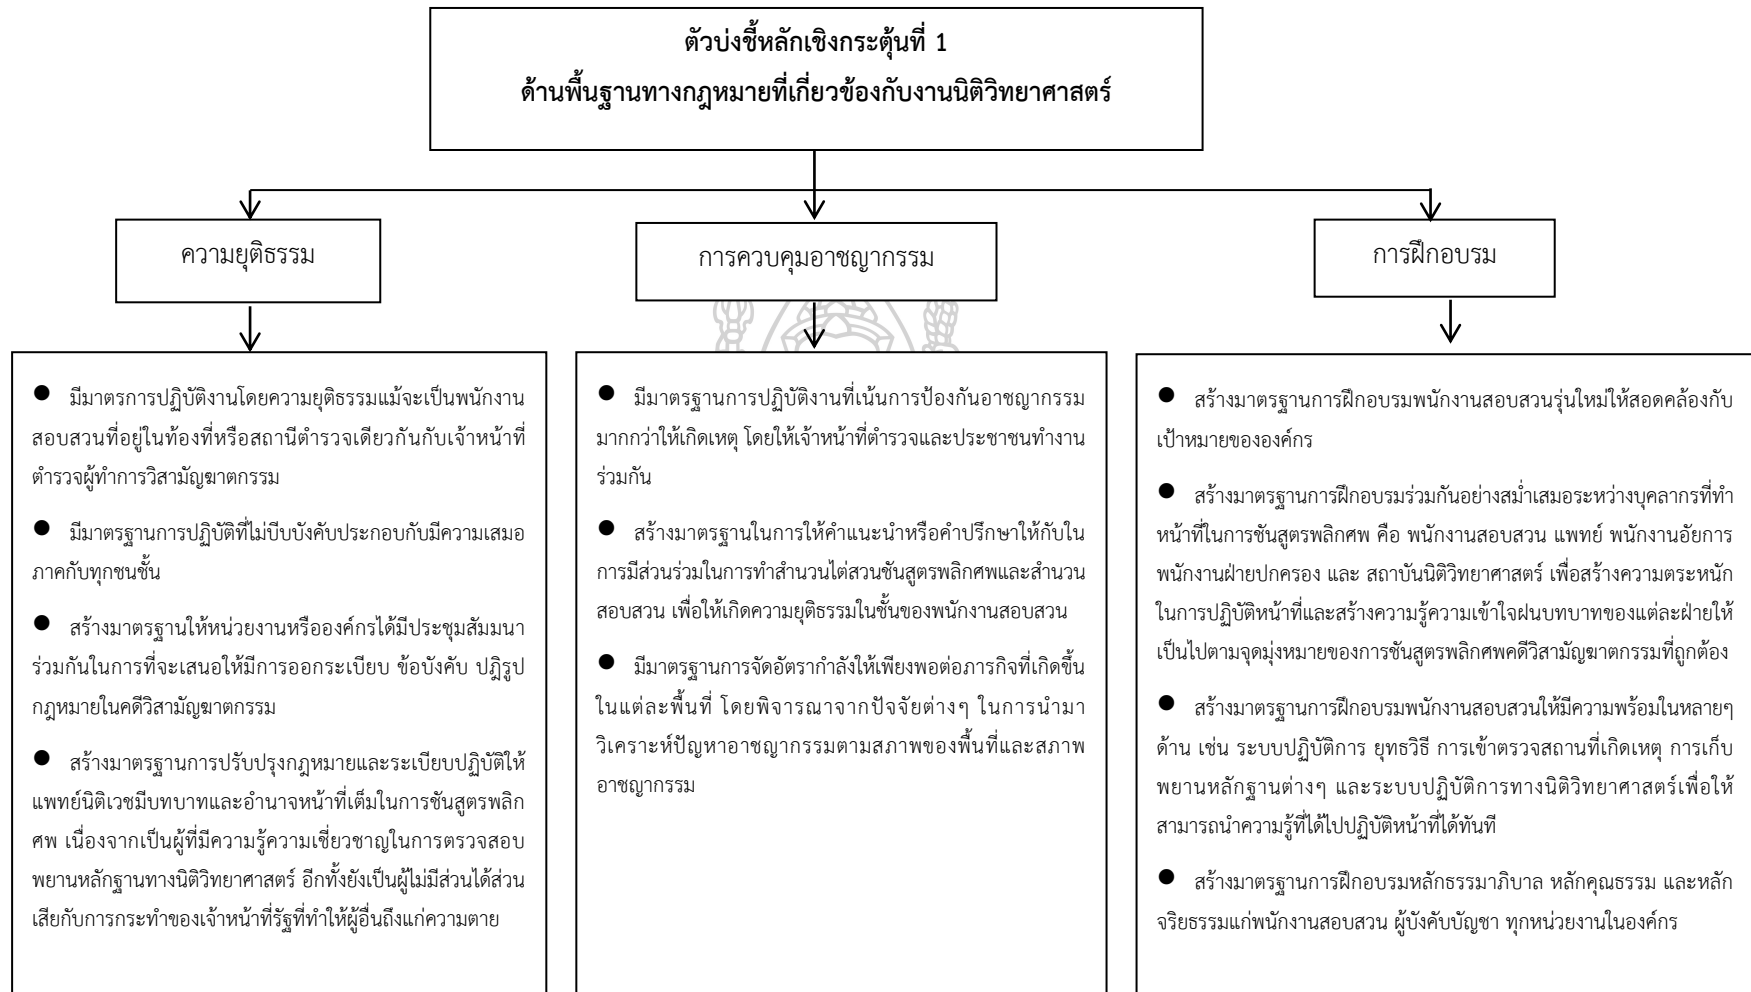 ตัวบ่งชี้หลักเชิงกระตุ้นที่ 1
ด้านพื้นฐานทางกฎหมายที่เกี่ยวข้องกับงานนิติวิทยาศาสตร์
ความยุติธรรม
● มีมาตรการปฏิบัติงานโดยความยุติธรรมแม้จะเป็นพนักงาน
สอบสวนที่อยู่ในท้องที่หรือสถานีตำรวจเดียวกันกับเจ้าหน้าที่
ตำรวจผู้ทำการวิสามัญฆาตกรรม
● มีมาตรฐานการปฏิบัติที่ไม่บีบบังคับประกอบกับมีความเสมอ
ภาคกับทุกชนชั้น
● สร้างมาตรฐานให้หน่วยงานหรือองค์กรได้มีประชุมสัมมนา
ร่วมกันในการที่จะเสนอให้มีการออกระเบียบ ข้อบังคับ ปฎิรูป
กฎหมายในคดีวิสามัญฆาตกรรม
● สร้างมาตรฐานการปรับปรุงกฎหมายและระเบียบปฏิบัติให้
แพทย์นิติเวชมีบทบาทและอำนาจหน้าที่เต็มในการชันสูตรพลิก
ศพ เนื่องจากเป็นผู้ที่มีความรู้ความเชี่ยวชาญในการตรวจสอบ
พยานหลักฐานทางนิติวิทยาศาสตร์ อีกทั้งยังเป็นผู้ไม่มีส่วนได้ส่วน
เสียกับการกระทำของเจ้าหน้าที่รัฐที่ทำให้ผู้อื่นถึงแก่ความตาย
การควบคุมอาชญากรรม
● มีมาตรฐานการปฏิบัติงานที่เน้นการป้องกันอาชญากรรม
มากกว่าให้เกิดเหตุ โดยให้เจ้าหน้าที่ตำรวจและประชาชนทำงาน
ร่วมกัน
● สร้างมาตรฐานในการให้คำแนะนำหรือคำปรึกษาให้กับใน
การมีส่วนร่วมในการทำสำนวนไต่สวนชันสูตรพลิกศพและสำนวน
สอบสวน เพื่อให้เกิดความยุติธรรมในชั้นของพนักงานสอบสวน
● มีมาตรฐานการจัดอัตรากำลังให้เพียงพอต่อภารกิจที่เกิดขึ้น
ในแต่ละพื้นที่ โดยพิจารณาจากปัจจัยต่างๆ ในการนำมา
วิเคราะห์ปัญหาอาชญากรรมตามสภาพของพื้นที่และสภาพ
อาชญากรรม
การฝึกอบรม
● สร้างมาตรฐานการฝึกอบรมพนักงานสอบสวนรุ่นใหม่ให้สอดคล้องกับ
เป้าหมายขององค์กร
● สร้างมาตรฐานการฝึกอบรมร่วมกันอย่างสม่ำเสมอระหว่างบุคลากรที่ทำ
หน้าที่ในการชันสูตรพลิกศพ คือ พนักงานสอบสวน แพทย์ พนักงานอัยการ
พนักงานฝ่ายปกครอง และ สถาบันนิติวิทยาศาสตร์ เพื่อสร้างความตระหนัก
ในการปฏิบัติหน้าที่และสร้างความรู้ความเข้าใจฝนบทบาทของแต่ละฝ่ายให้
เป็นไปตามจุดมุ่งหมายของการชันสูตรพลิกศพคดีวิสามัญฆาตกรรมที่ถูกต้อง
● สร้างมาตรฐานการฝึกอบรมพนักงานสอบสวนให้มีความพร้อมในหลายๆ
ด้าน เช่น ระบบปฏิบัติการ ยุทธวิธี การเข้าตรวจสถานที่เกิดเหตุ การเก็บ
พยานหลักฐานต่างๆ และระบบปฏิบัติการทางนิติวิทยาศาสตร์เพื่อให้
สามารถนำความรู้ที่ได้ไปปฏิบัติหน้าที่ได้ทันที
● สร้างมาตรฐานการฝึกอบรมหลักธรรมาภิบาล หลักคุณธรรม และหลัก
จริยธรรมแก่พนักงานสอบสวน ผู้บังคับบัญชา ทุกหน่วยงานในองค์กร